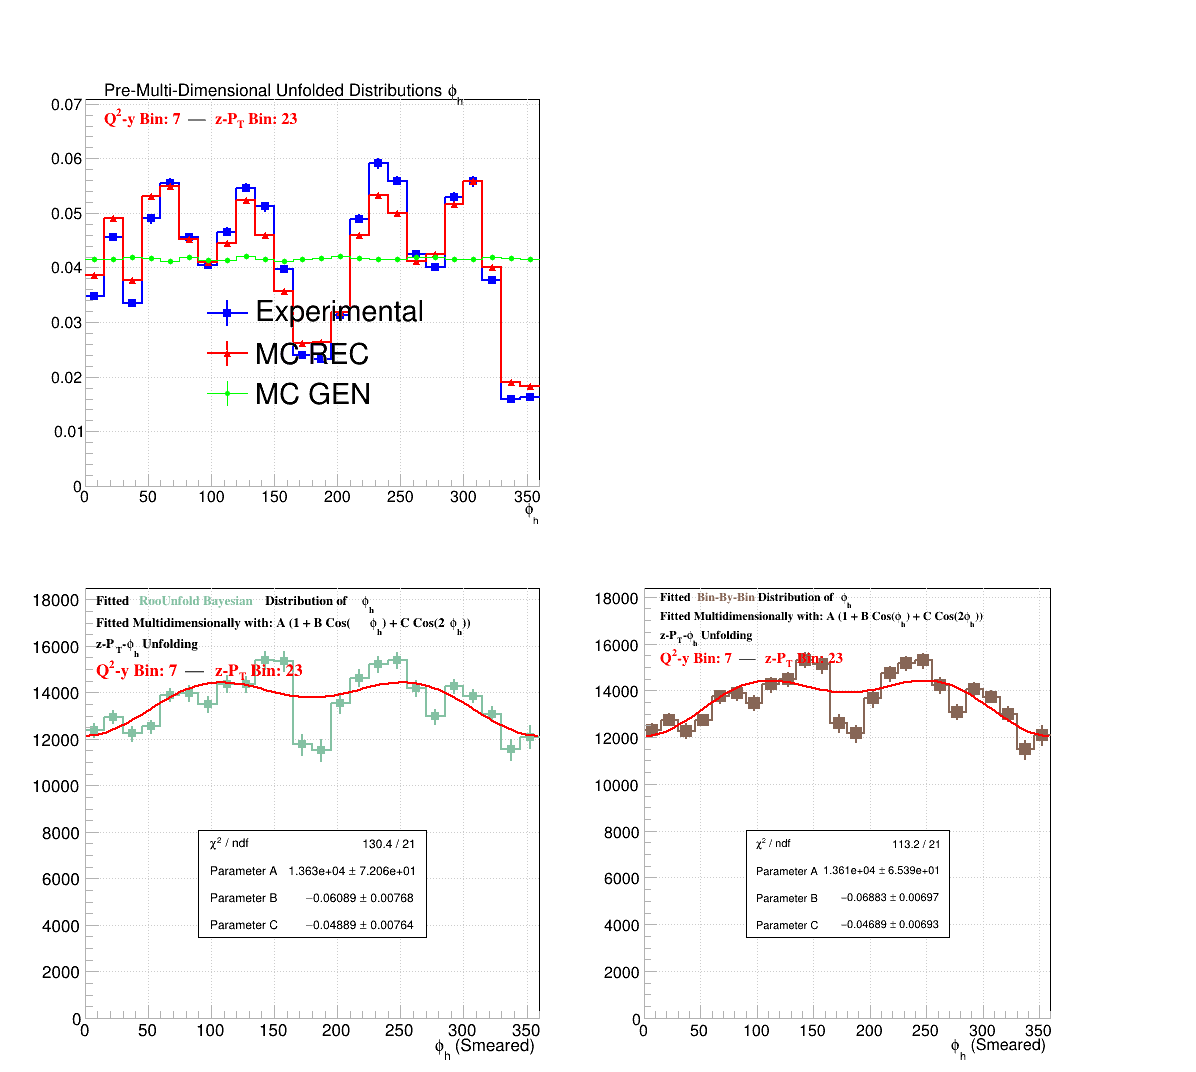 Pre-Multi-Dimensional Unfolded Distributions ϕh
Q²-y Bin: 7 — z-PT Bin: 23
0.07
0.06
0.05
0.04
0.03
0.02
0.01
0
Experimental
MC REC
MC GEN
0 50 100 150 200 250 300 350
ϕh
Fitted RooUnfold Bayesian Distribution of ϕh
Fitted Multidimensionally with: A (1 + B Cos( ϕh) + C Cos(2 ϕh))
z-PT-ϕh Unfolding
Q²-y Bin: 7 — z-PT Bin: 23
18000
16000
14000
12000
10000
8000
6000
4000
2000
0
χ² / ndf 130.4 / 21
Parameter A 1.363e+04 ± 7.206e+01
Parameter B −0.06089 ± 0.00768
Parameter C −0.04889 ± 0.00764
0 50 100 150 200 250 300 350
ϕh (Smeared)
Fitted Bin-By-Bin Distribution of ϕh
Fitted Multidimensionally with: A (1 + B Cos(ϕh) + C Cos(2ϕh))
z-PT-ϕh Unfolding
Q²-y Bin: 7 — z-PT Bin: 23
18000
16000
14000
12000
10000
8000
6000
4000
2000
0
χ² / ndf 113.2 / 21
Parameter A 1.361e+04 ± 6.539e+01
Parameter B −0.06883 ± 0.00697
Parameter C −0.04689 ± 0.00693
0 50 100 150 200 250 300 350
ϕh (Smeared)